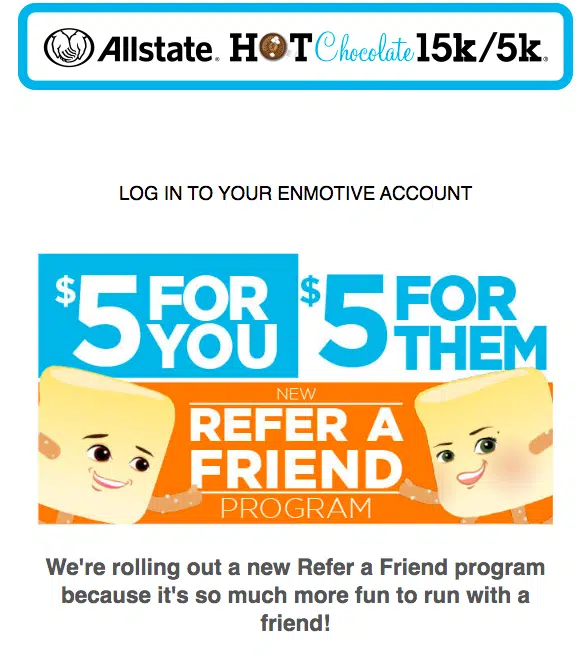 Allstate. HOT Chocolate 15k/5k®
LOG IN TO YOUR ENMOTIVE ACCOUNT
$5 FOR YOU $5 FOR THEM
NEW
REFER A
FRIEND
PROGRAM
We're rolling out a new Refer a Friend program
because it's so much more fun to run with a
friend!